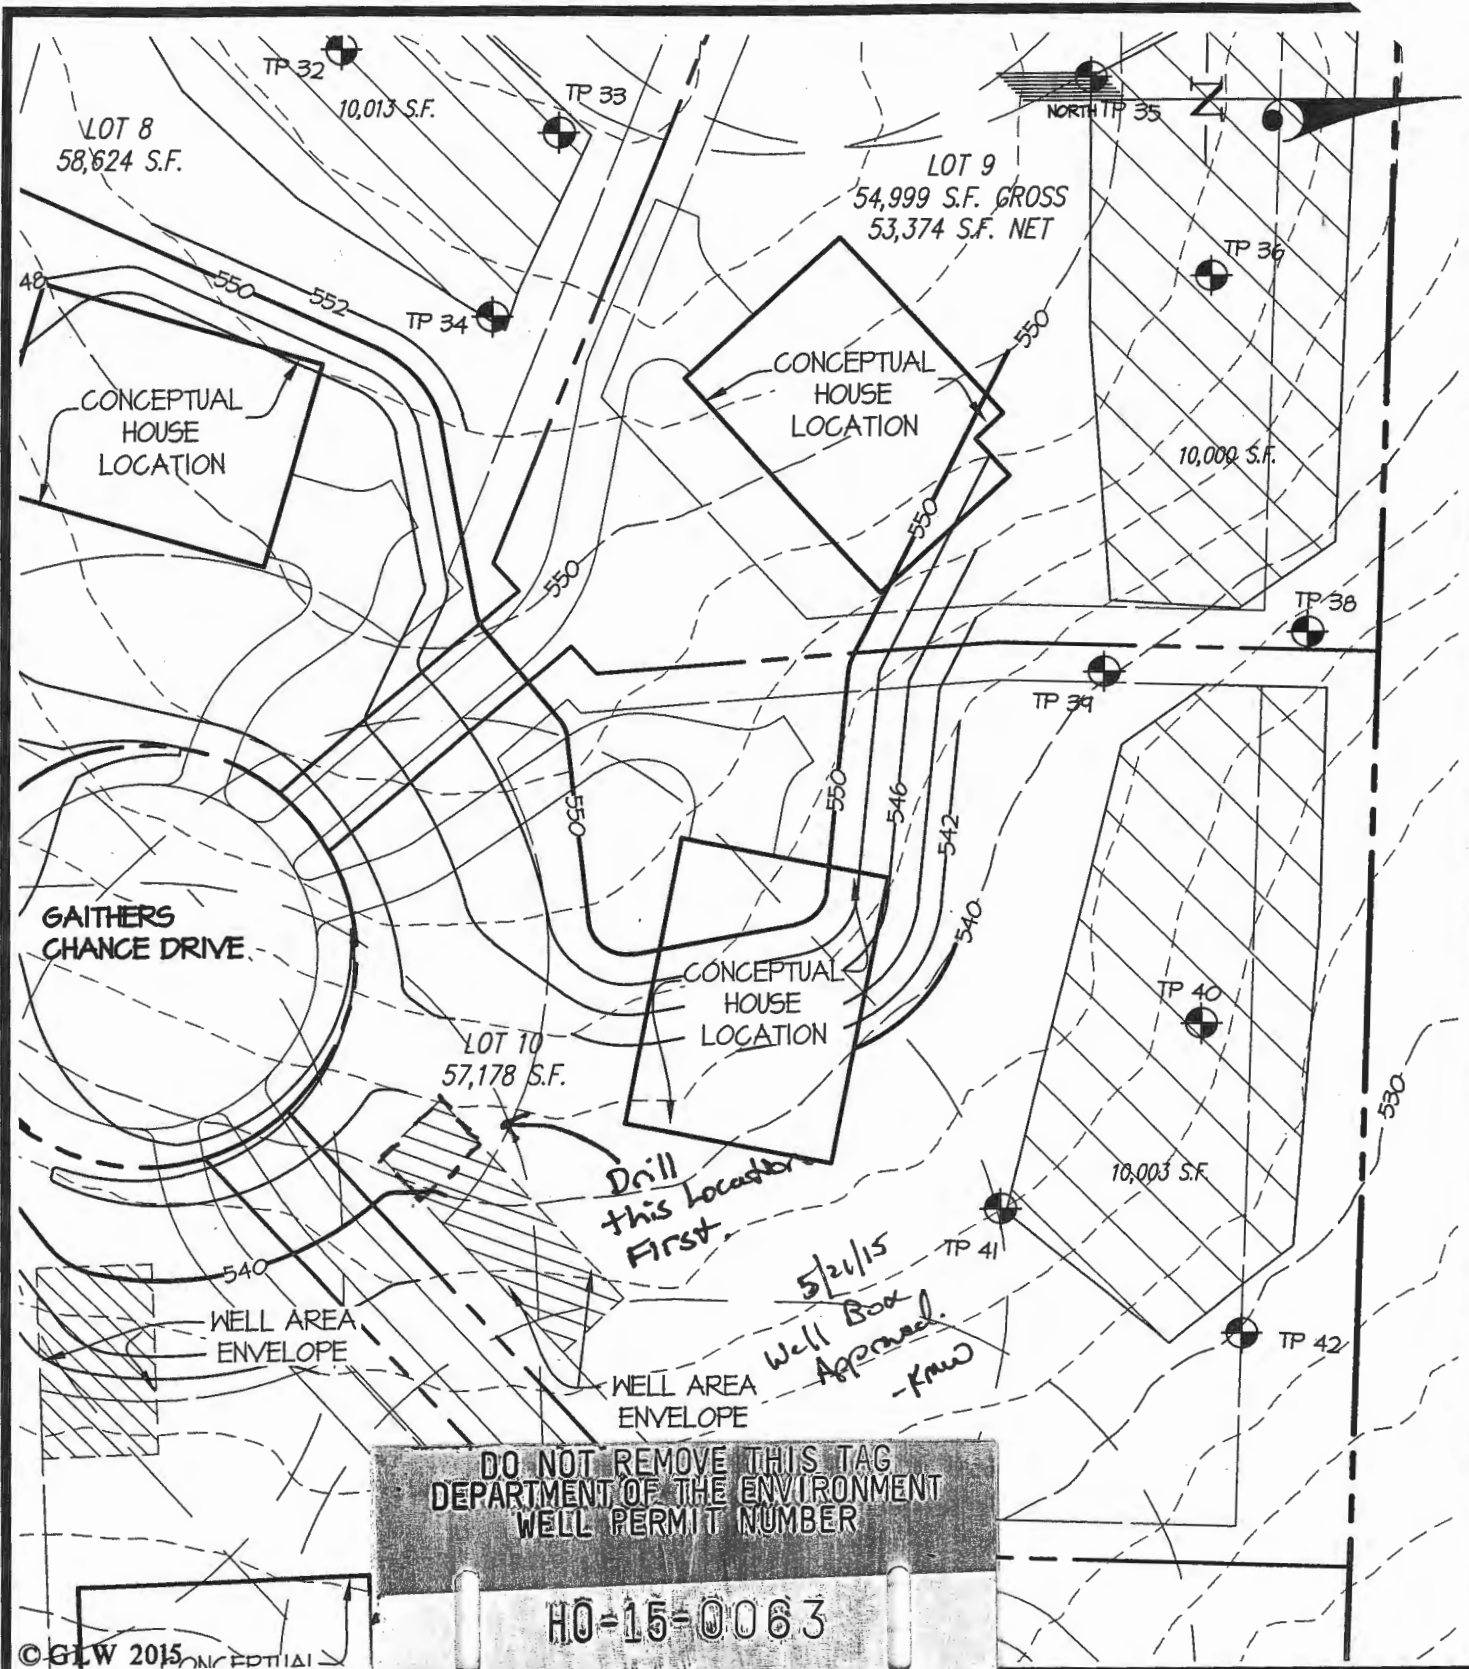 TP 32
10,013 S.F.
TP 33
LOT 8
58,624 S.F.
NORTH
TP 35
N
LOT 9
54,999 S.F. GROSS
53,374 S.F. NET
TP 36
48
550
552
TP 34
550
CONCEPTUAL
HOUSE
LOCATION
CONCEPTUAL
HOUSE
LOCATION
10,000 S.F.
550
550
TP 38
TP 39
550
550
546
542
540
GAITHERS
CHANCE DRIVE
CONCEPTUAL
HOUSE
LOCATION
TP 40
LOT 10
57,178 S.F.
530
Drill
this Location
First.
10,003 S.F.
TP 41
540
5/21/15
Well Box
Approved.
-KMW
WELL AREA
ENVELOPE
TP 42
WELL AREA
ENVELOPE
DO NOT REMOVE THIS TAG
DEPARTMENT OF THE ENVIRONMENT
WELL PERMIT NUMBER
HO-15-0063
© GLW 2015
CONCEPTUAL